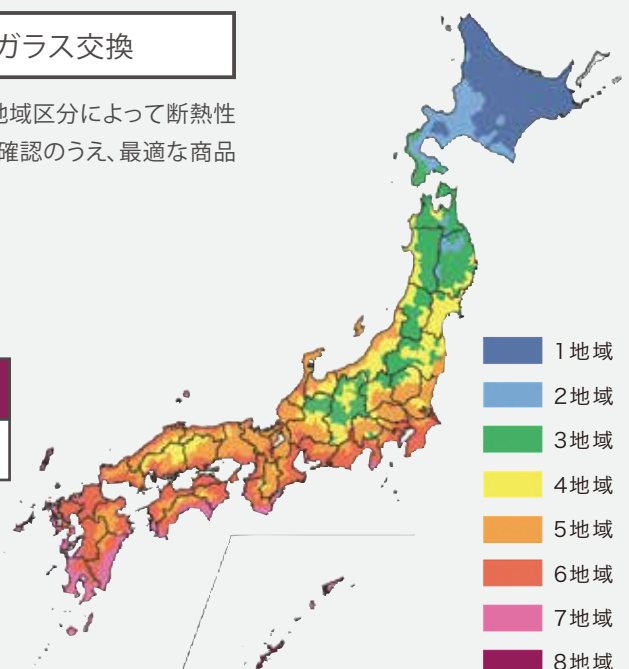 ガラス交換
地域区分によって断熱性
確認のうえ、最適な商品
1地域
2地域
3地域
4地域
5地域
6地域
7地域
8地域